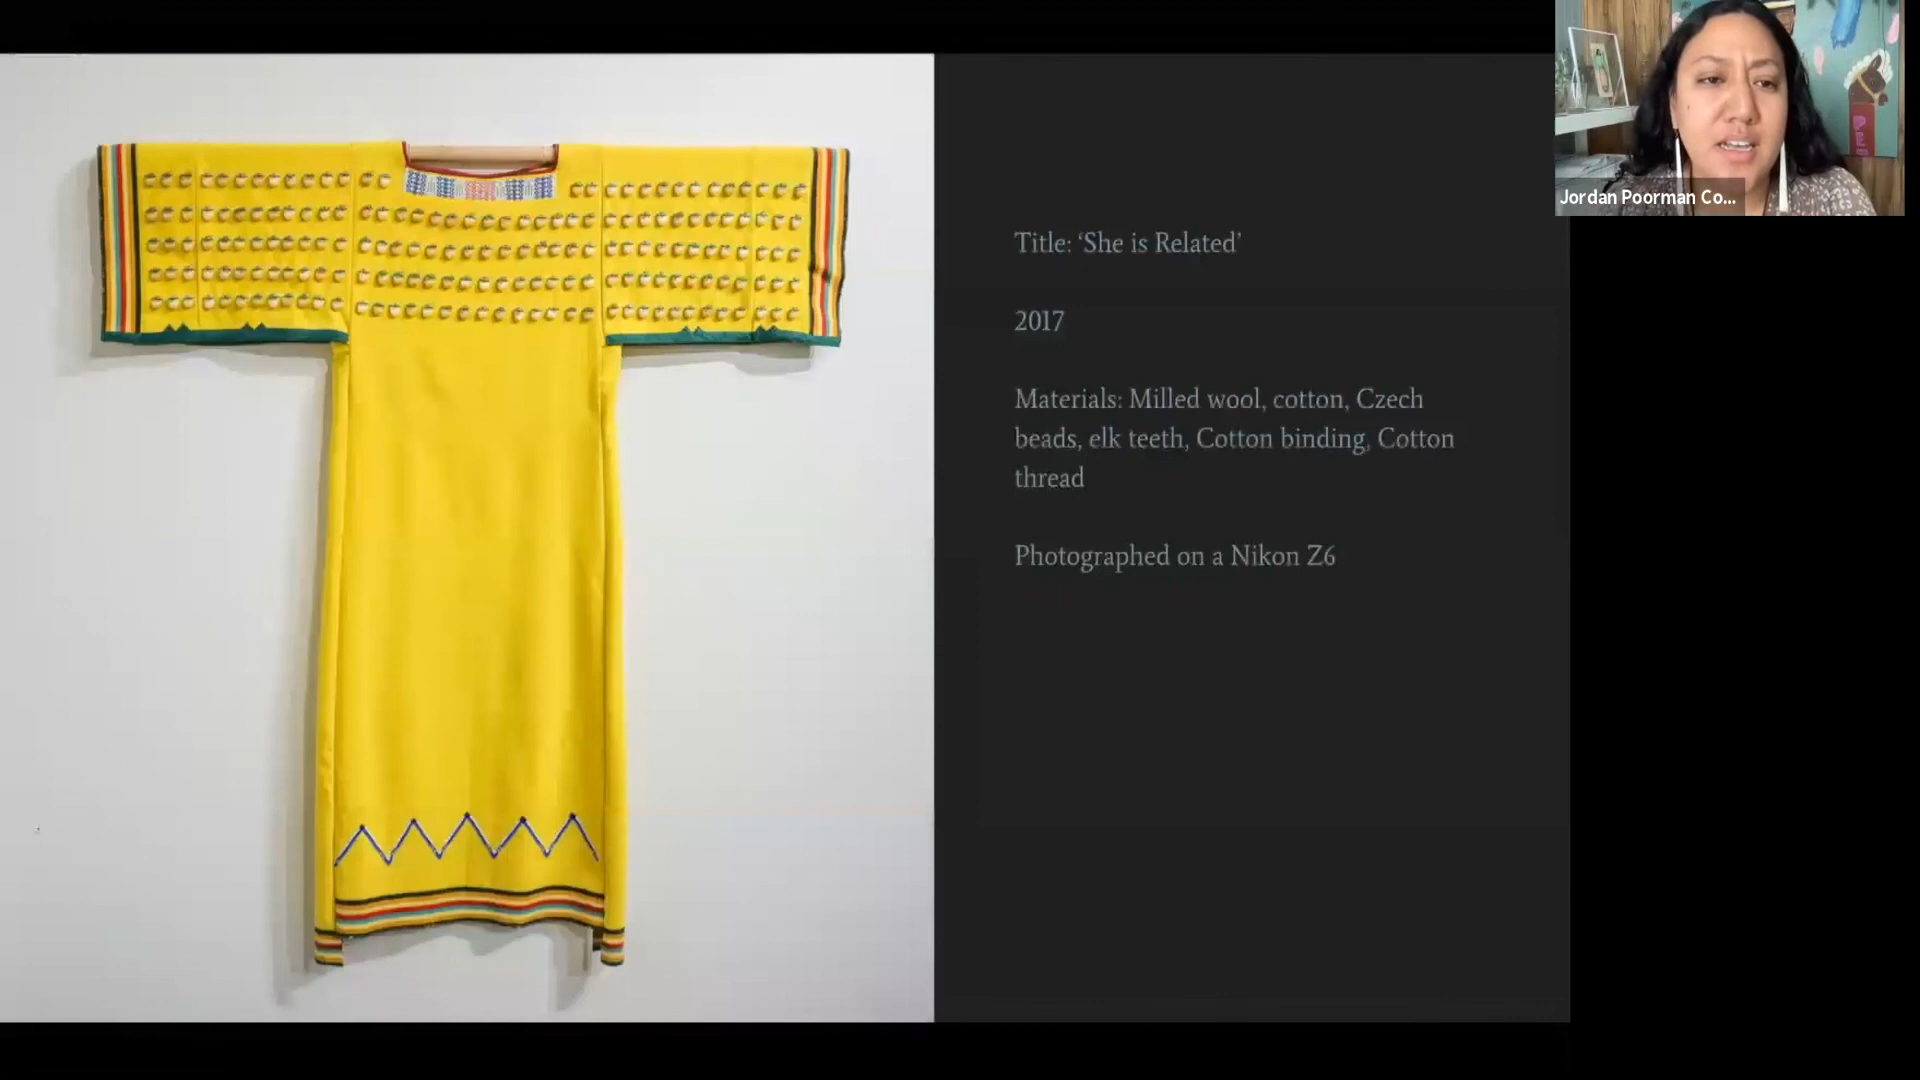 Title: ‘She is Related’
2017
Materials: Milled wool, cotton, Czech
beads, elk teeth, Cotton binding, Cotton
thread
Photographed on a Nikon Z6
Jordan Poorman Co...